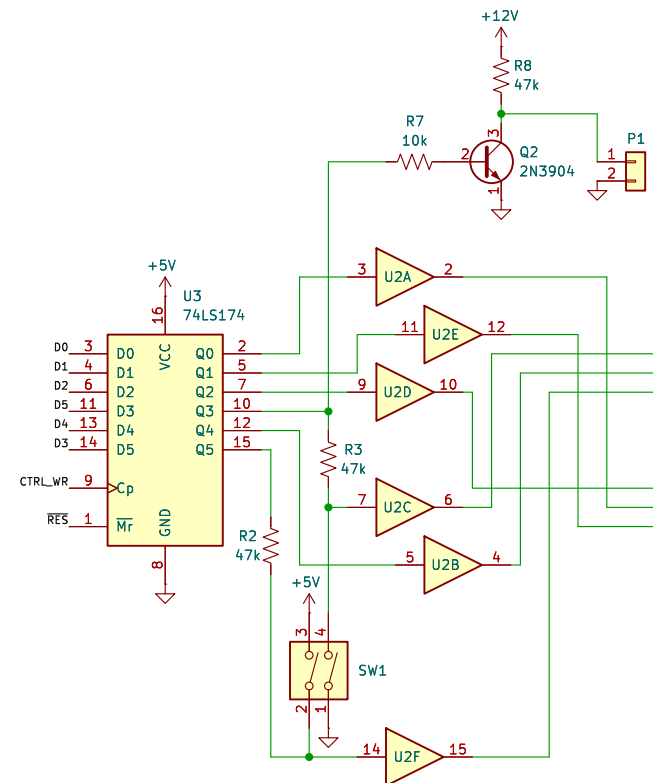 +12V
R8
47k
R7
10k
3
2
1
Q2
2N3904
P1
1
2
+5V
16
U3
74LS174
VCC
D0 3 D0
D1 4 D1
D2 6 D2
D5 11 D3
D4 13 D4
D3 14 D5
CTRL_WR 9 Cp
R̅E̅S̅ 1 M̅r̅
Q0 2
Q1 5
Q2 7
Q3 10
Q4 12
Q5 15
GND
8
3 U2A 2
11 U2E 12
9 U2D 10
R3
47k
7 U2C 6
R2
47k
5 U2B 4
+5V
3 4
SW1
2 1
14 U2F 15